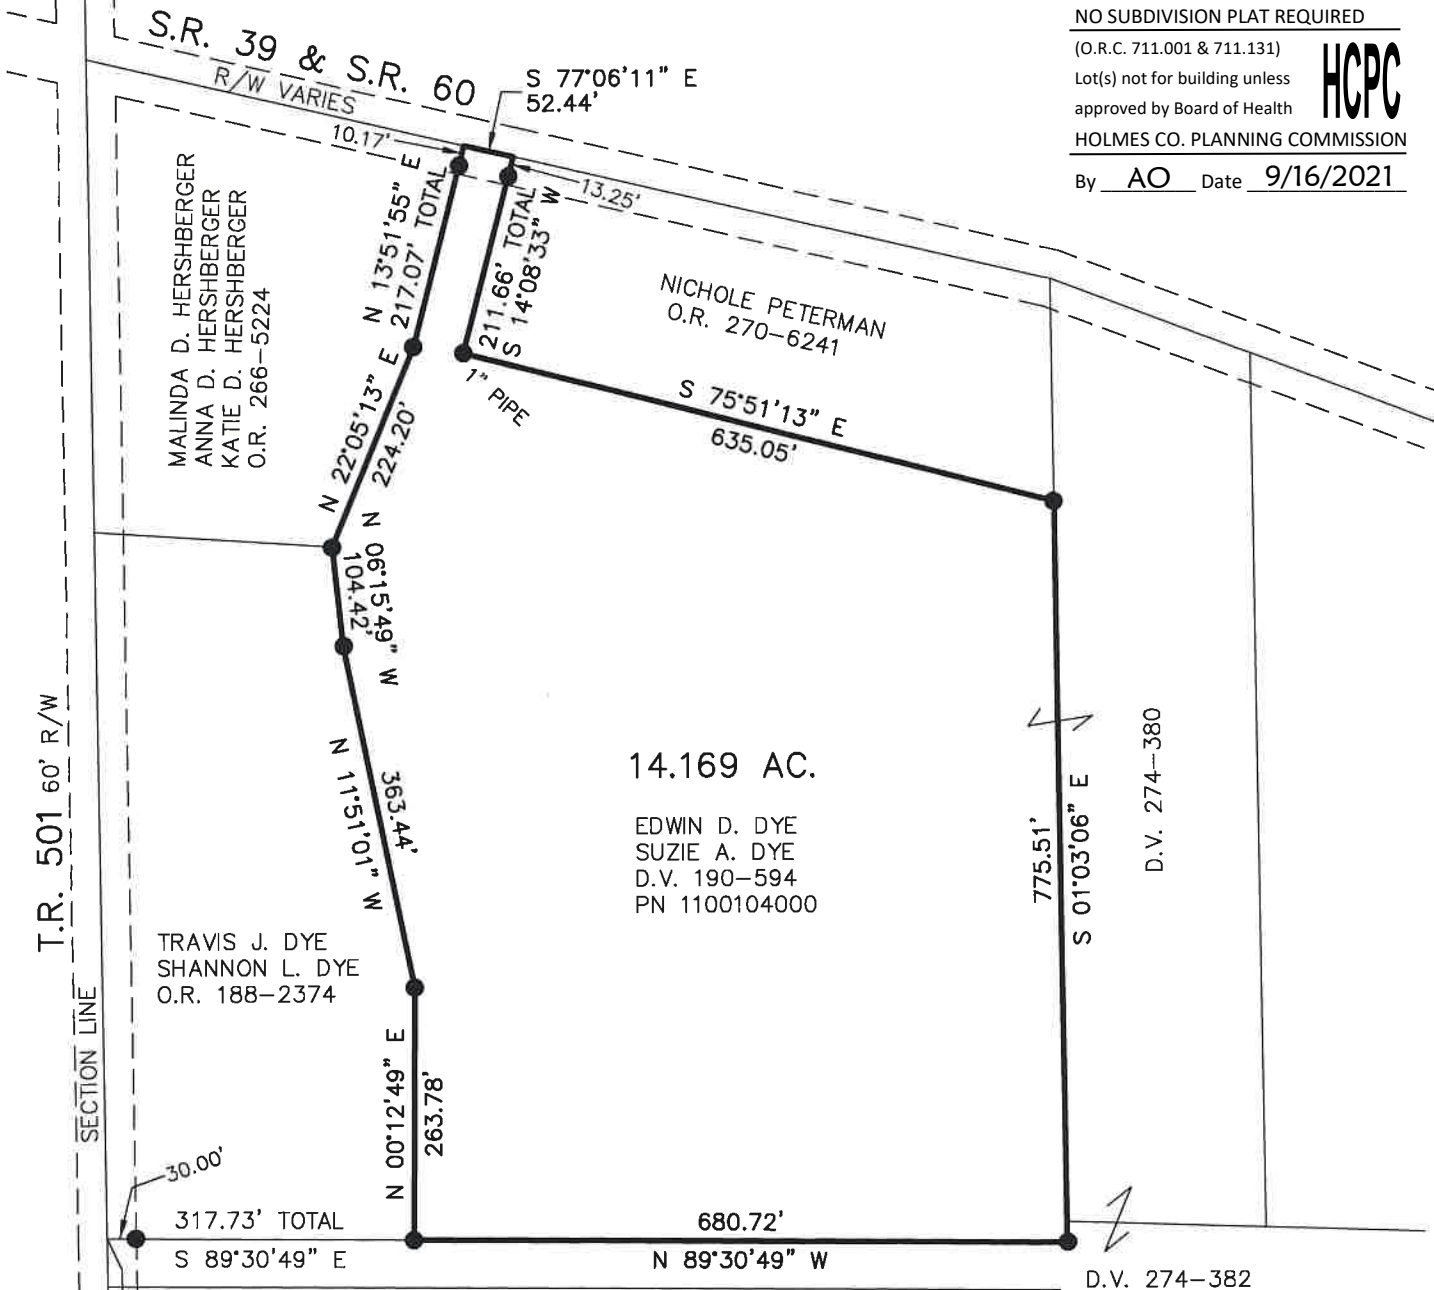 NO SUBDIVISION PLAT REQUIRED
(O.R.C. 711.001 & 711.131)
Lot(s) not for building unless
approved by Board of Health
HCPC
HOLMES CO. PLANNING COMMISSION
By AO Date 9/16/2021
S.R. 39 & S.R. 60
R/W VARIES
S 77°06'11" E
52.44'
10.17'
13.25'
N 13°51'55" E
217.07' TOTAL
211.66' TOTAL
S 14°08'33" W
MALINDA D. HERSHBERGER
ANNA D. HERSHBERGER
KATIE D. HERSHBERGER
O.R. 266-5224
NICHOLE PETERMAN
O.R. 270-6241
1" PIPE
S 75°51'13" E
635.05'
N 22°05'13" E
224.20'
N 06°15'49" W
104.42'
N 11°51'01" W
363.44'
14.169 AC.
EDWIN D. DYE
SUZIE A. DYE
D.V. 190-594
PN 1100104000
775.51'
S 01°03'06" E
D.V. 274-380
T.R. 501 60' R/W
SECTION LINE
TRAVIS J. DYE
SHANNON L. DYE
O.R. 188-2374
N 00°12'49" E
263.78'
30.00'
317.73' TOTAL
S 89°30'49" E
680.72'
N 89°30'49" W
D.V. 274-382